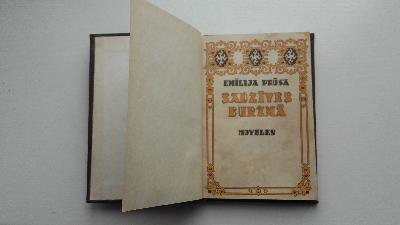 EMĪLIJA PRŪSA
SADZĪVES
BURZMĀ
NOVELES